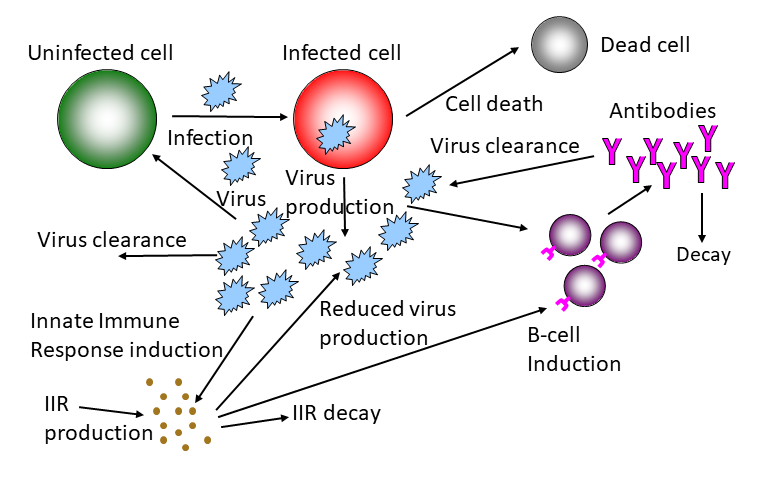 Uninfected cell
Infected cell
Dead cell
Cell death
Antibodies
Infection
Virus clearance
Virus
production
Virus
Virus clearance
Decay
Reduced virus
production
Innate Immune
Response induction
B-cell
Induction
IIR
production
IIR decay